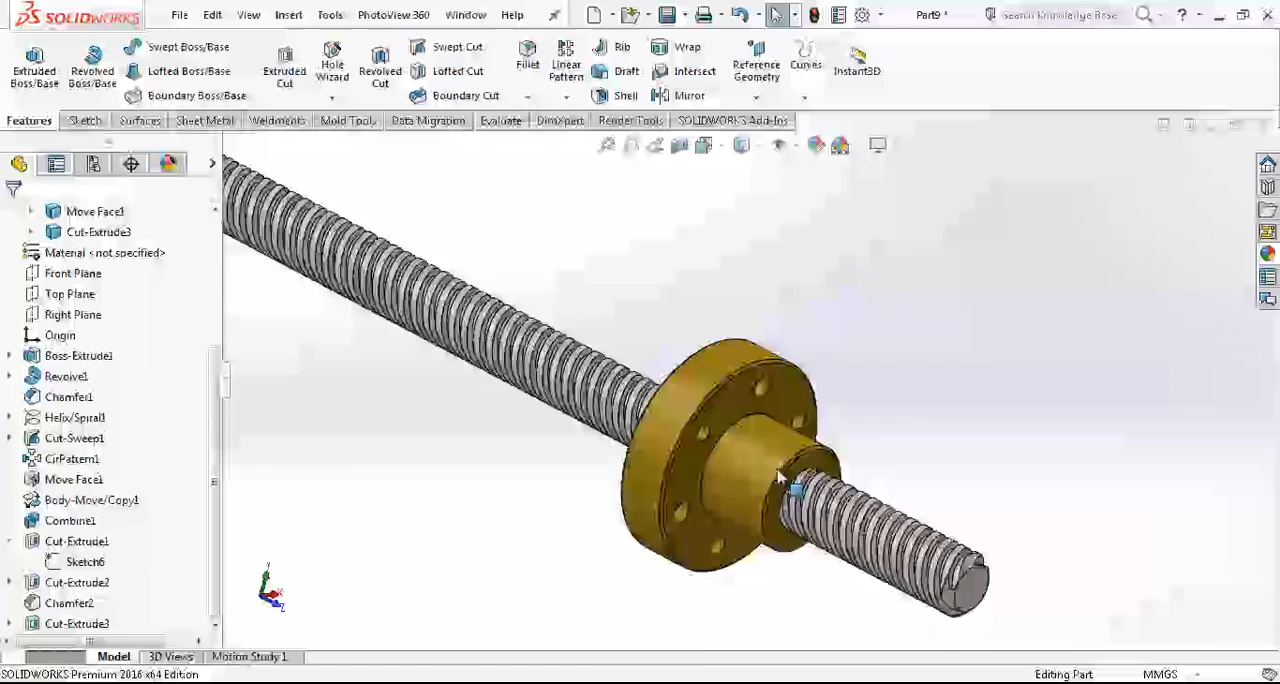 SOLIDWORKS File Edit View Insert Tools PhotoView 360 Window Help Part9 * Search Knowledge Base ?
Extruded Boss/Base
Revolved Boss/Base
Swept Boss/Base
Lofted Boss/Base
Boundary Boss/Base
Extruded Cut
Hole Wizard
Revolved Cut
Swept Cut
Lofted Cut
Boundary Cut
Fillet
Linear Pattern
Rib
Draft
Shell
Wrap
Intersect
Mirror
Reference Geometry
Curves
Instant3D
Features Sketch Surfaces Sheet Metal Weldments Mold Tools Data Migration Evaluate DimXpert Render Tools SOLIDWORKS Add-Ins
Move Face1
Cut-Extrude3
Material <not specified>
Front Plane
Top Plane
Right Plane
Origin
Boss-Extrude1
Revolve1
Chamfer1
Helix/Spiral1
Cut-Sweep1
CirPattern1
Move Face1
Body-Move/Copy1
Combine1
Cut-Extrude1
Sketch6
Cut-Extrude2
Chamfer2
Cut-Extrude3
Y
X
Z
Model 3D Views Motion Study 1
SOLIDWORKS Premium 2016 x64 Edition Editing Part MMGS